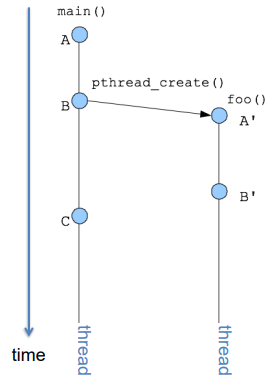 main()
A
pthread_create()
B
foo()
A'
B'
C
time
thread
thread